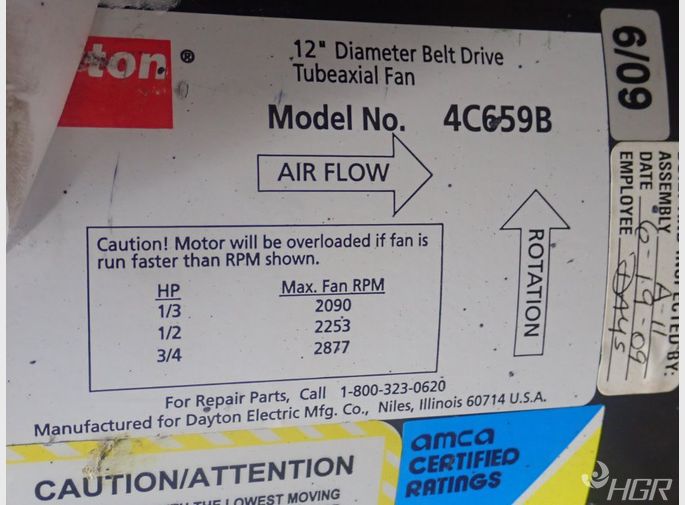 ton®
12" Diameter Belt Drive
Tubeaxial Fan
Model No. 4C659B
AIR FLOW
ROTATION
Caution! Motor will be overloaded if fan is
run faster than RPM shown.
HP Max. Fan RPM
1/3 2090
1/2 2253
3/4 2877
For Repair Parts, Call 1-800-323-0620
Manufactured for Dayton Electric Mfg. Co., Niles, Illinois 60714 U.S.A.
6/09
ASSEMBLY A-11
DATE 6-19-09
EMPLOYEE
CAUTION/ATTENTION
THE LOWEST MOVING
amca
CERTIFIED
RATINGS
HGR